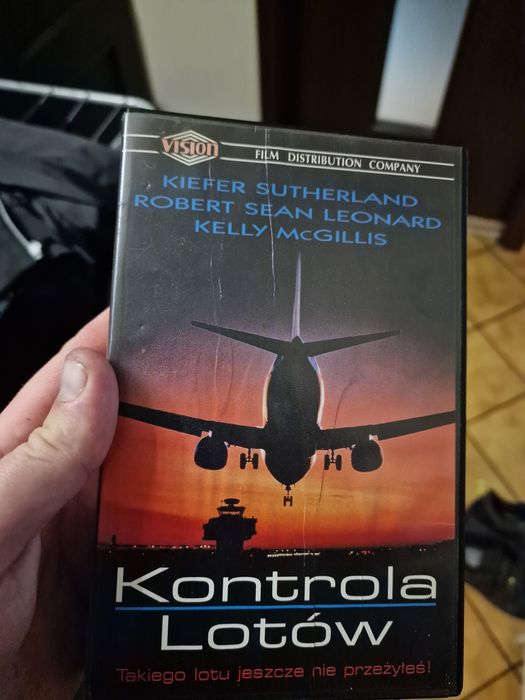 VISION
FILM DISTRIBUTION COMPANY
KIEFER SUTHERLAND
ROBERT SEAN LEONARD
KELLY McGILLIS
Kontrola
Lotów
Takiego lotu jeszcze nie przeżyłeś!